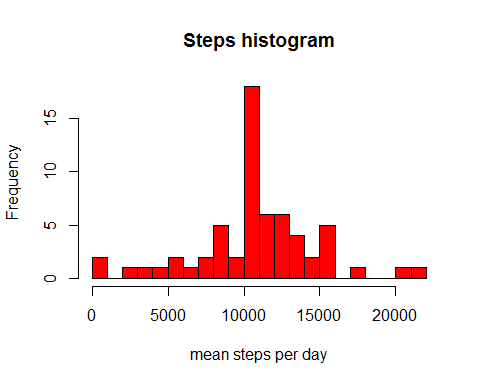 Steps histogram
Frequency
15
10
5
0
0 5000 10000 15000 20000
mean steps per day